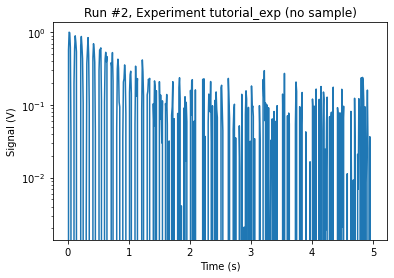 Run #2, Experiment tutorial_exp (no sample)
Signal (V)
10⁰
10⁻¹
10⁻²
0 1 2 3 4 5
Time (s)